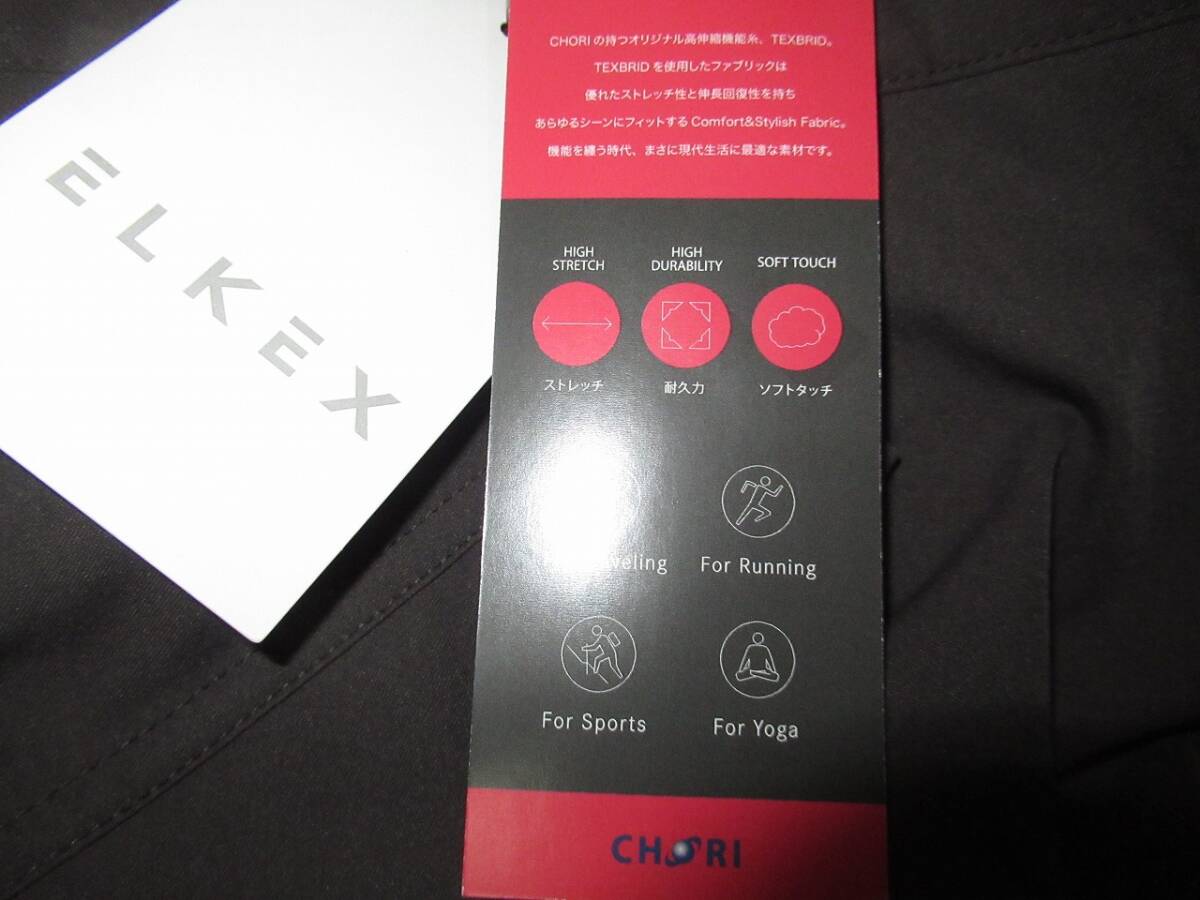 ELKEX
CHORIの持つオリジナル高伸縮機能糸、TEXBRID。
TEXBRIDを使用したファブリックは
優れたストレッチ性と伸長回復性を持ち
あらゆるシーンにフィットするComfort&Stylish Fabric。
機能を纏う時代、まさに現代生活に最適な素材です。
HIGH
STRETCH
HIGH
DURABILITY
SOFT TOUCH
ストレッチ
耐久力
ソフトタッチ
For Running
For Sports
For Yoga
CHORI